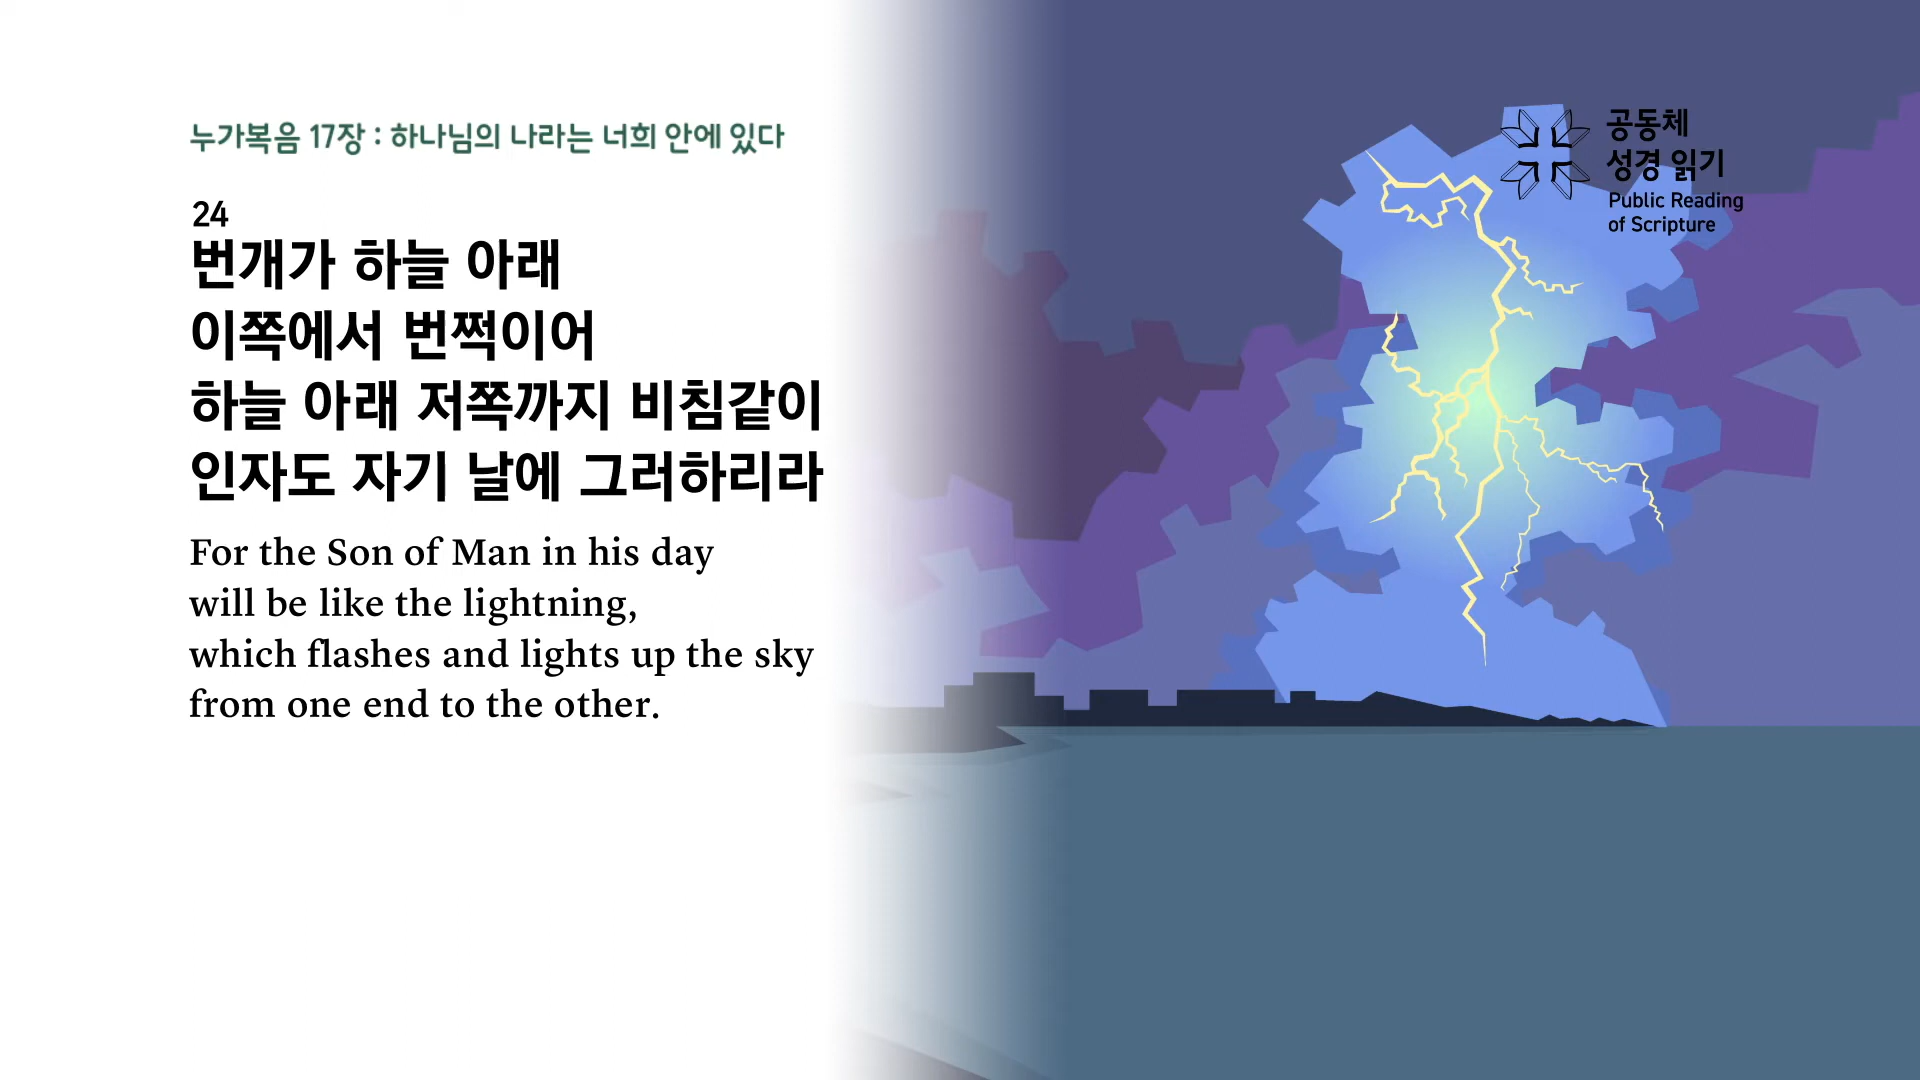 누가복음 17장 : 하나님의 나라는 너희 안에 있다
24
번개가 하늘 아래
이쪽에서 번쩍이어
하늘 아래 저쪽까지 비침같이
인자도 자기 날에 그러하리라
For the Son of Man in his day
will be like the lightning,
which flashes and lights up the sky
from one end to the other.
공동체
성경 읽기
Public Reading
of Scripture